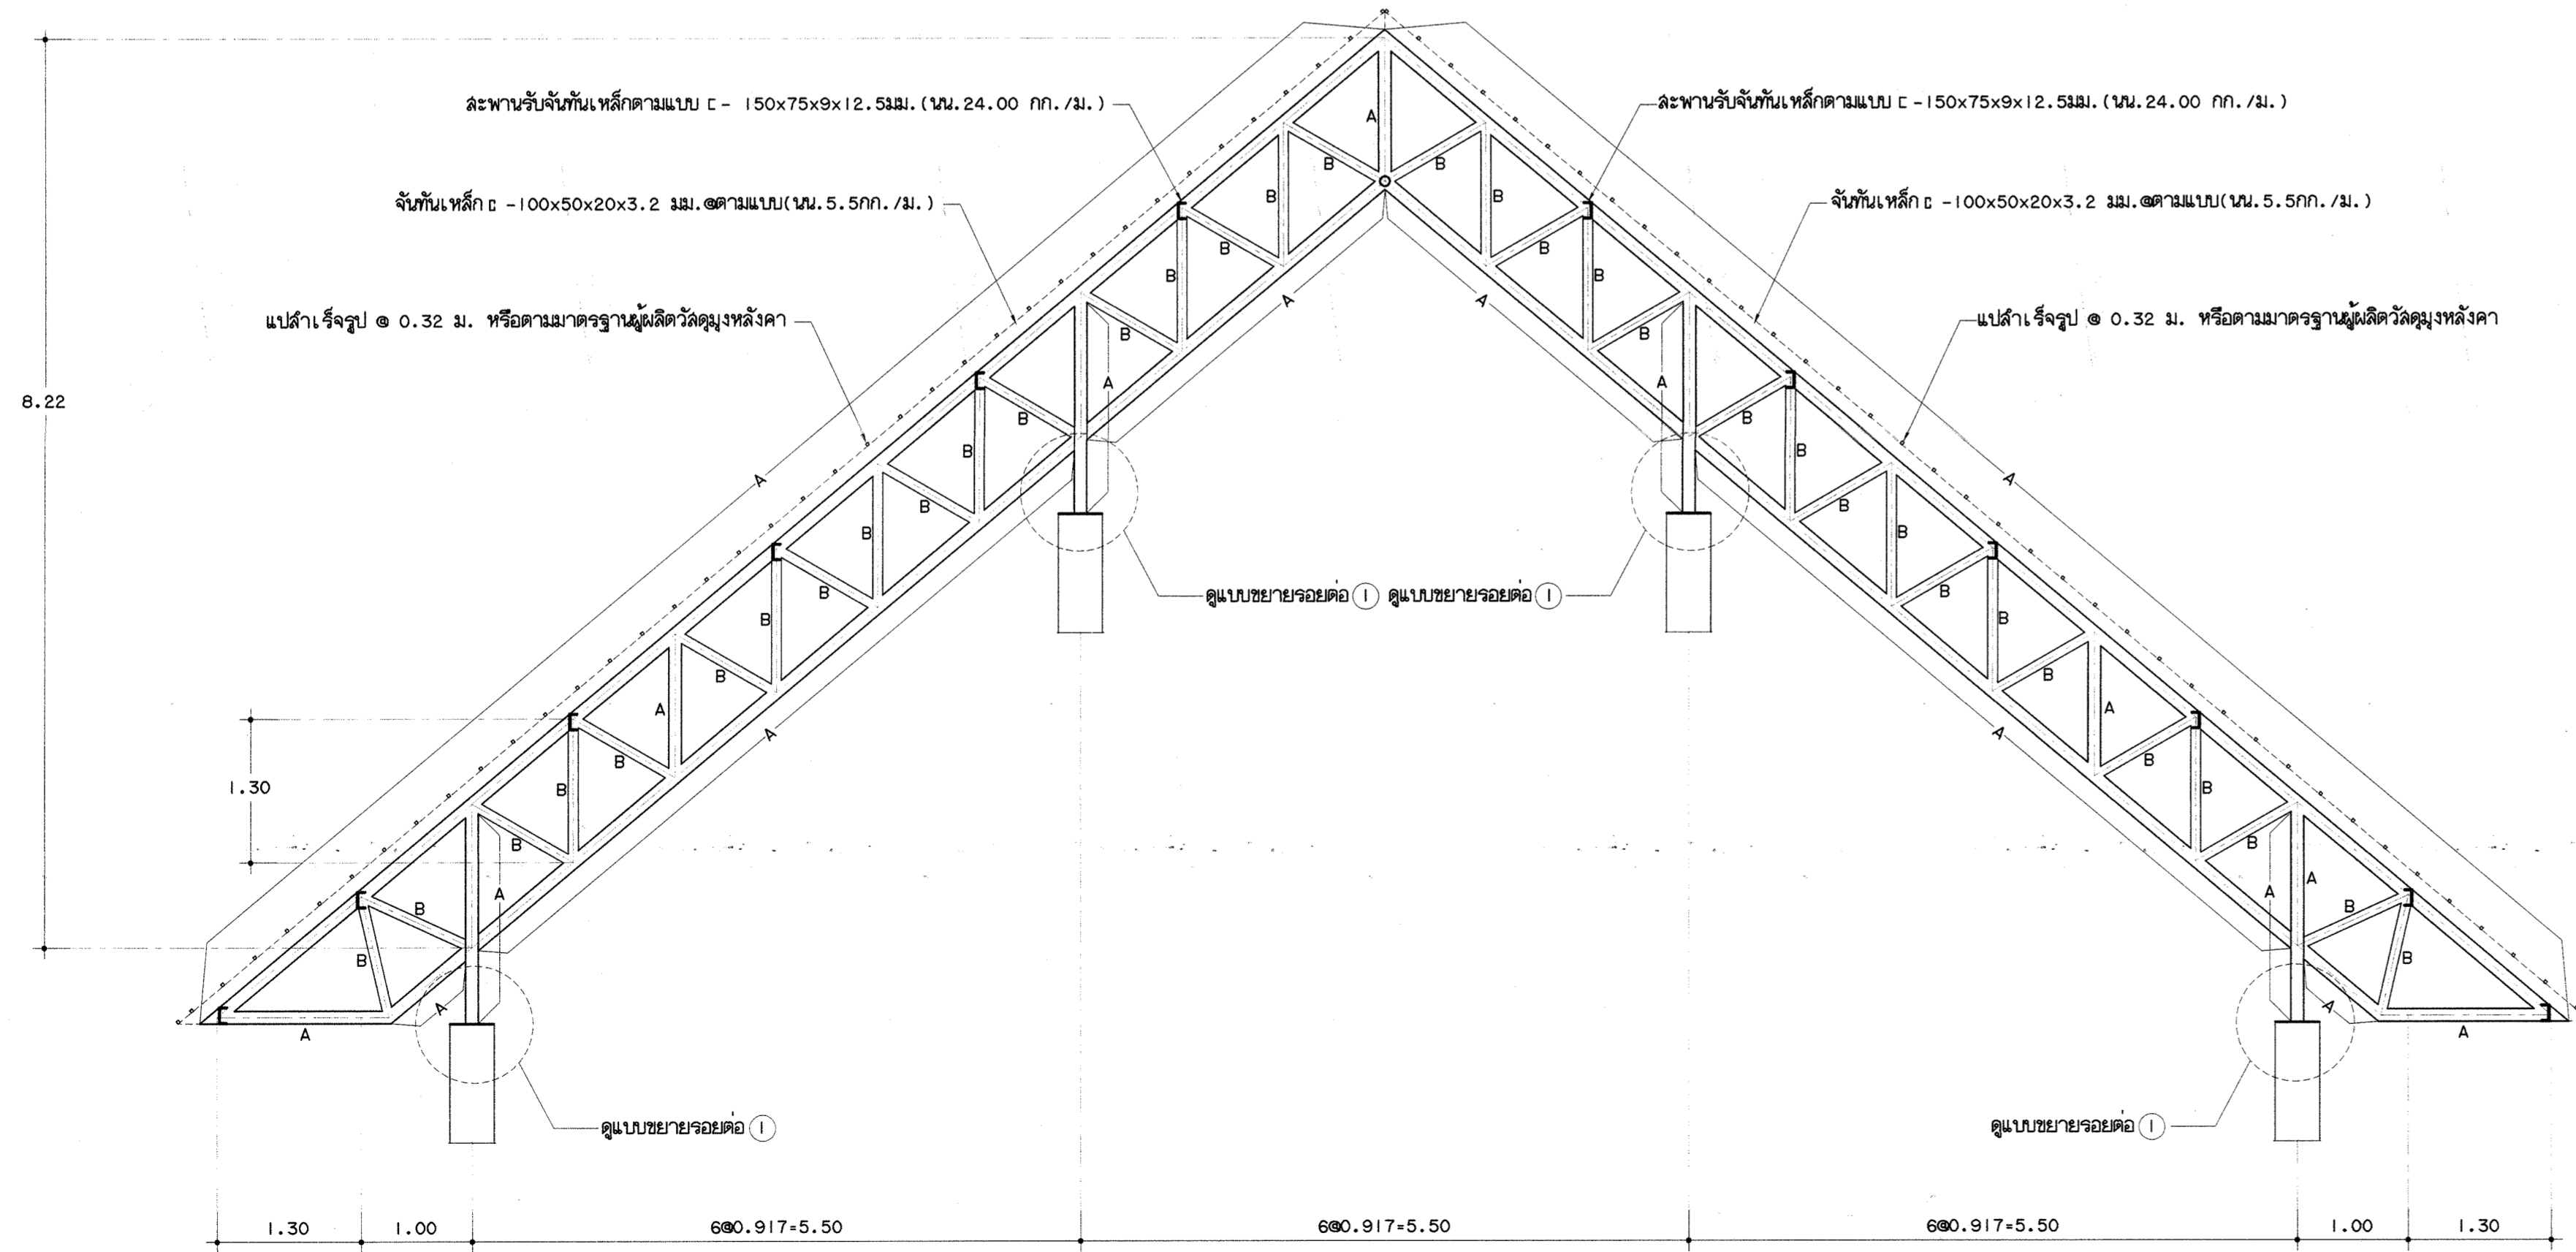 สะพานรับจันทันเหล็กตามแบบ [ - 150x75x9x12.5มม.(นน.24.00 กก./ม.)
สะพานรับจันทันเหล็กตามแบบ [ -150x75x9x12.5มม.(นน.24.00 กก./ม.)
A
B
B
จันทันเหล็ก [ -100x50x20x3.2 มม.@ตามแบบ(นน.5.5กก./ม.)
B
B
จันทันเหล็ก [ -100x50x20x3.2 มม.@ตามแบบ(นน.5.5กก./ม.)
B
B
B
B
A
A
แปสำเร็จรูป @ 0.32 ม. หรือตามมาตรฐานผู้ผลิตวัสดุมุงหลังคา
B
B
แปสำเร็จรูป @ 0.32 ม. หรือตามมาตรฐานผู้ผลิตวัสดุมุงหลังคา
A
A
8.22
B
B
B
B
A
A
B
B
B
B
ดูแบบขยายรอยต่อ 1
ดูแบบขยายรอยต่อ 1
B
B
B
B
B
B
A
A
A
A
1.30
B
B
B
B
B
B
A
A
A
B
B
B
B
A
A
A
A
ดูแบบขยายรอยต่อ 1
ดูแบบขยายรอยต่อ 1
1.30
1.00
6@0.917=5.50
6@0.917=5.50
6@0.917=5.50
1.00
1.30